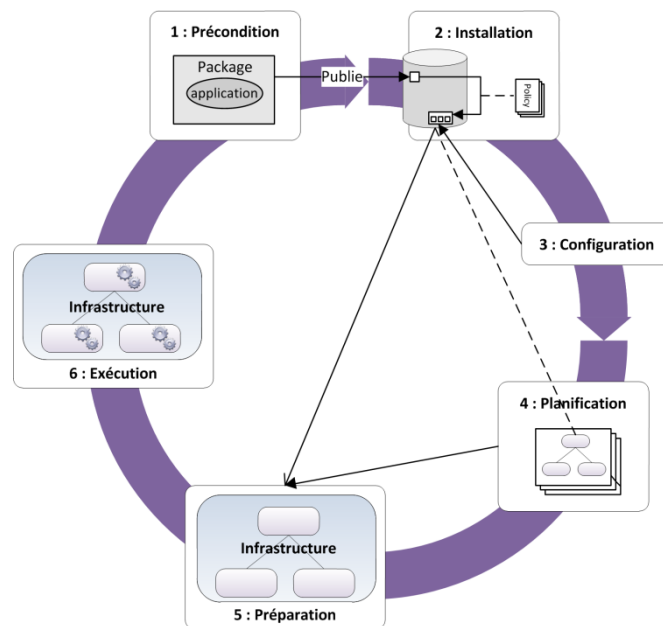 1 : Précondition
Package
application
Publie
2 : Installation
Policy
3 : Configuration
4 : Planification
Infrastructure
5 : Préparation
Infrastructure
6 : Exécution